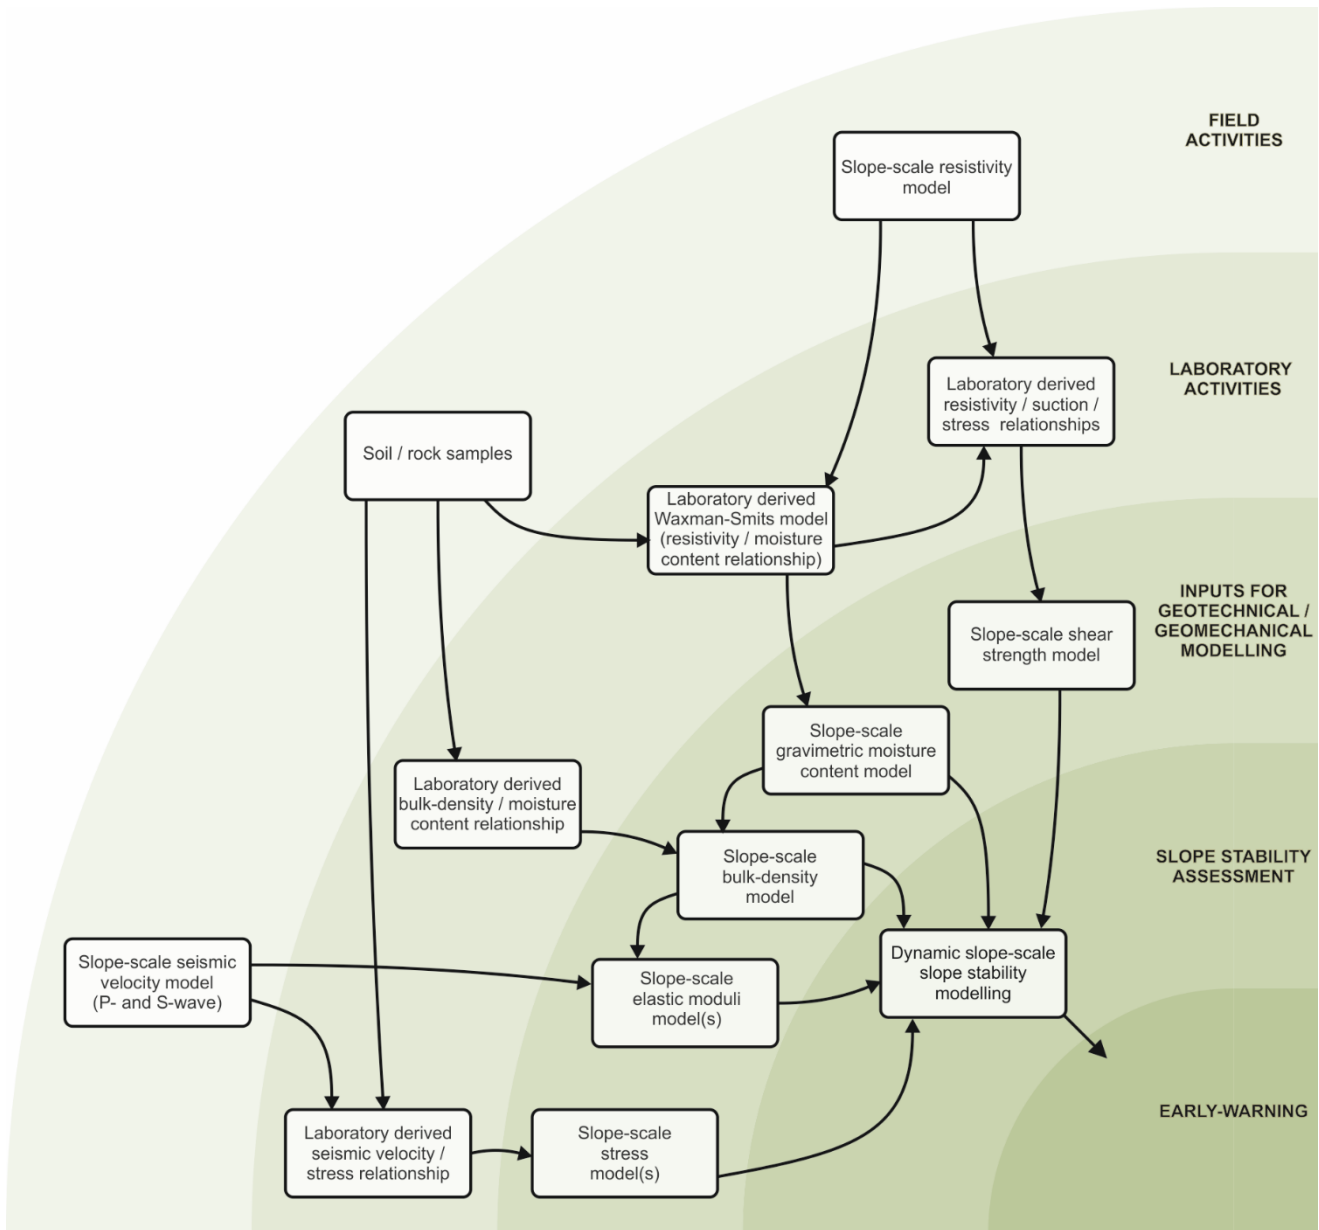 FIELD
ACTIVITIES
Slope-scale resistivity
model
LABORATORY
ACTIVITIES
Laboratory derived
resistivity / suction /
stress relationships
Soil / rock samples
Laboratory derived
Waxman-Smits model
(resistivity / moisture
content relationship)
INPUTS FOR
GEOTECHNICAL /
GEOMECHANICAL
MODELLING
Slope-scale shear
strength model
Slope-scale
gravimetric moisture
content model
Laboratory derived
bulk-density / moisture
content relationship
Slope-scale
bulk-density
model
SLOPE STABILITY
ASSESSMENT
Slope-scale seismic
velocity model
(P- and S-wave)
Slope-scale
elastic moduli
model(s)
Dynamic slope-scale
slope stability
modelling
Laboratory derived
seismic velocity /
stress relationship
Slope-scale
stress
model(s)
EARLY-WARNING